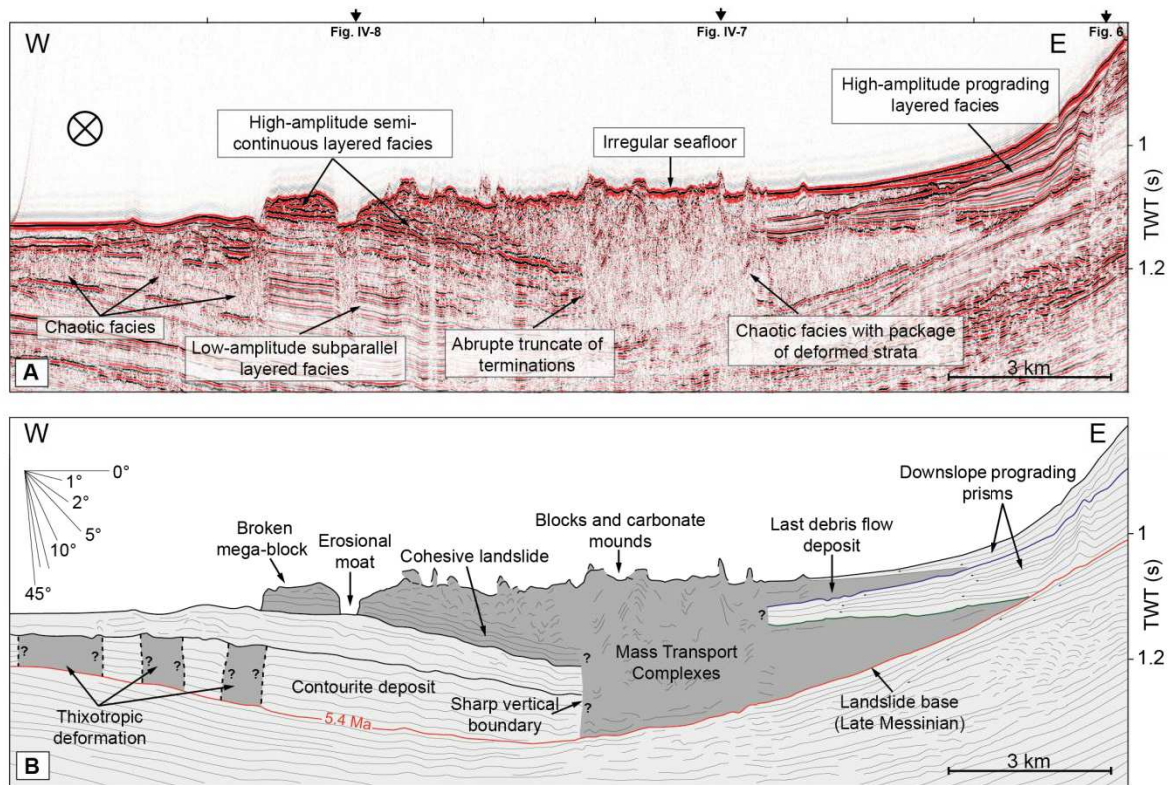 Fig. IV-8
Fig. IV-7
Fig. 6
W
E
High-amplitude prograding
layered facies
High-amplitude semi-
continuous layered facies
Irregular seafloor
1
TWT (s)
1.2
Chaotic facies
Low-amplitude subparallel
layered facies
Abrupte truncate of
terminations
Chaotic facies with package
of deformed strata
A
3 km
W
E
0°
1°
2°
5°
10°
45°
Downslope prograding
prisms
Broken
mega-block
Erosional
moat
Blocks and carbonate
mounds
Last debris flow
deposit
Cohesive landslide
1
TWT (s)
1.2
?
?
?
?
?
?
?
?
?
Mass Transport
Complexes
Contourite deposit
Sharp vertical
boundary
Landslide base
(Late Messinian)
Thixotropic
deformation
5.4 Ma
B
3 km